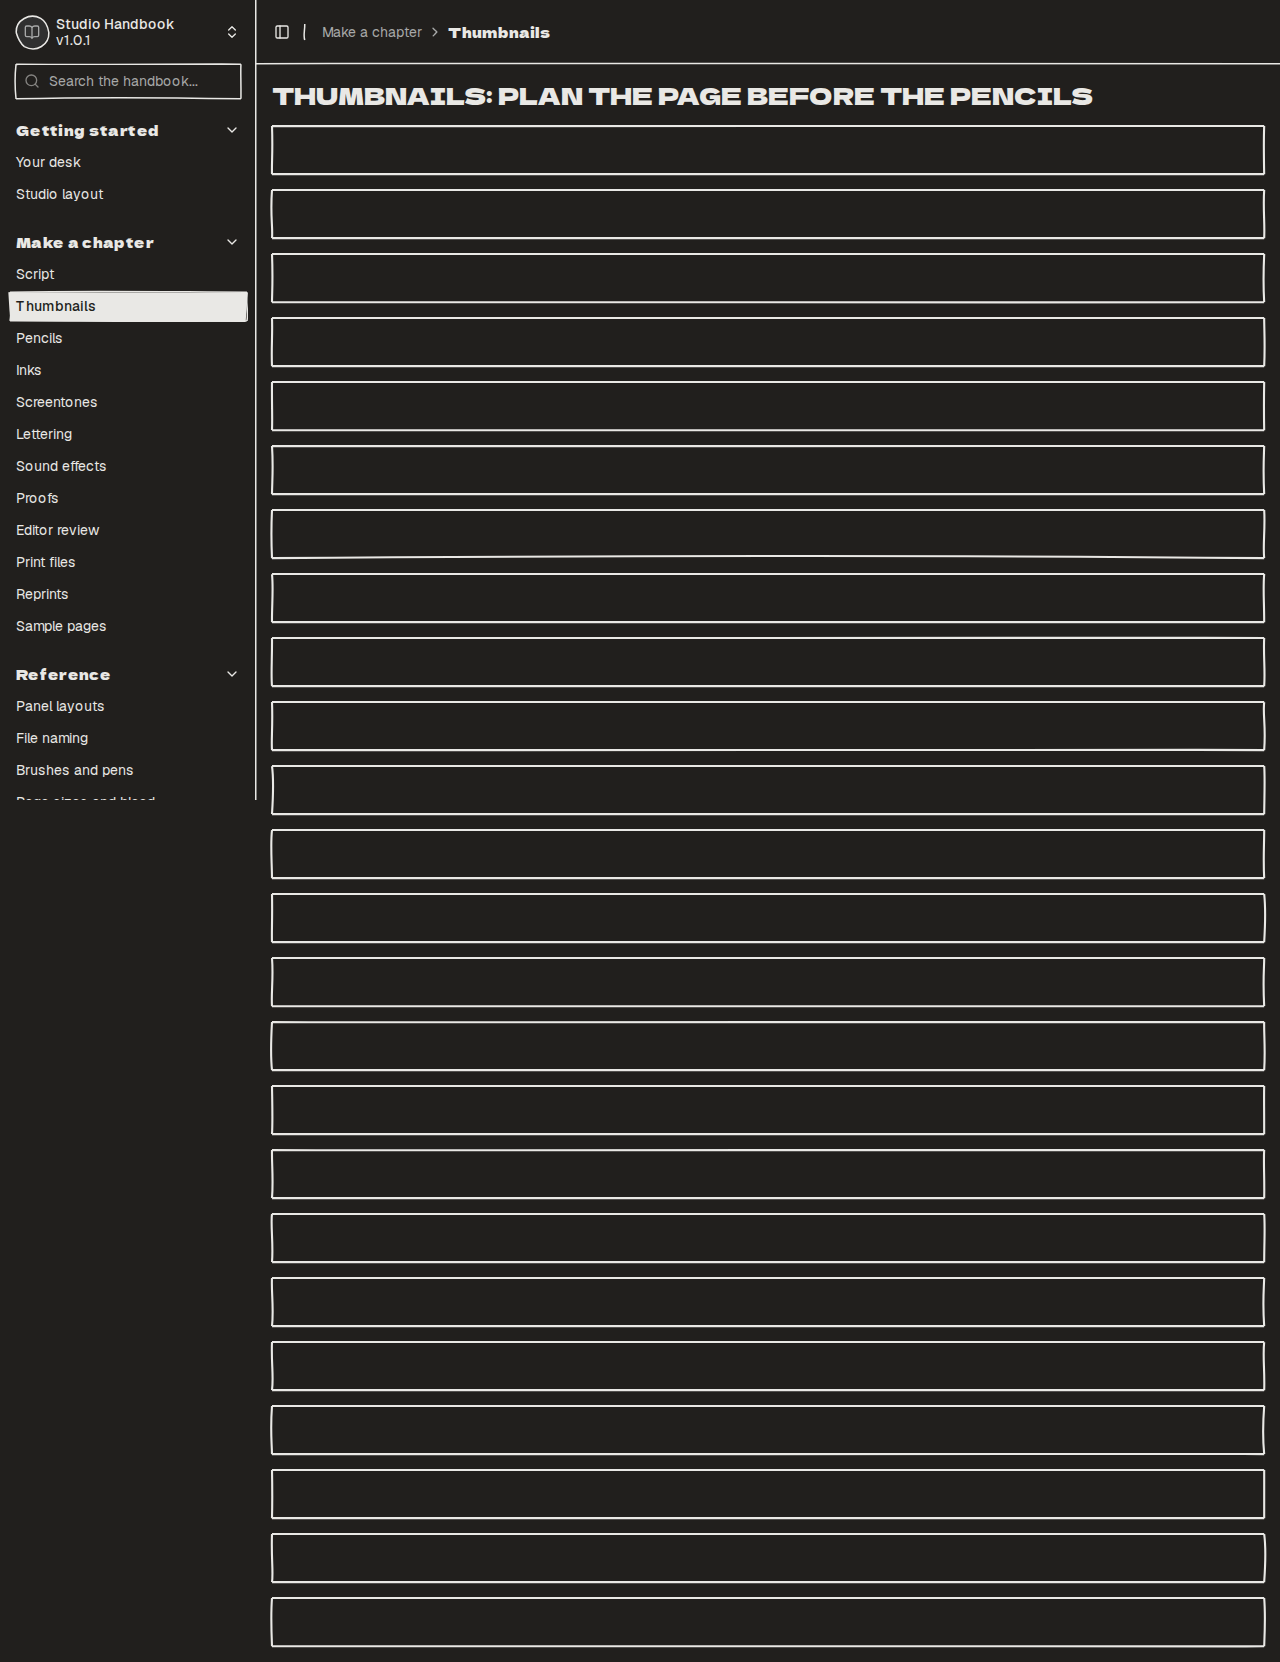 Studio Handbook
v1.0.1
Search the handbook...
Getting started
Your desk
Studio layout
Make a chapter
Script
Thumbnails
Pencils
Inks
Screentones
Lettering
Sound effects
Proofs
Editor review
Print files
Reprints
Sample pages
Reference
Panel layouts
File naming
Brushes and pens
Make a chapter
Thumbnails
THUMBNAILS: PLAN THE PAGE BEFORE THE PENCILS